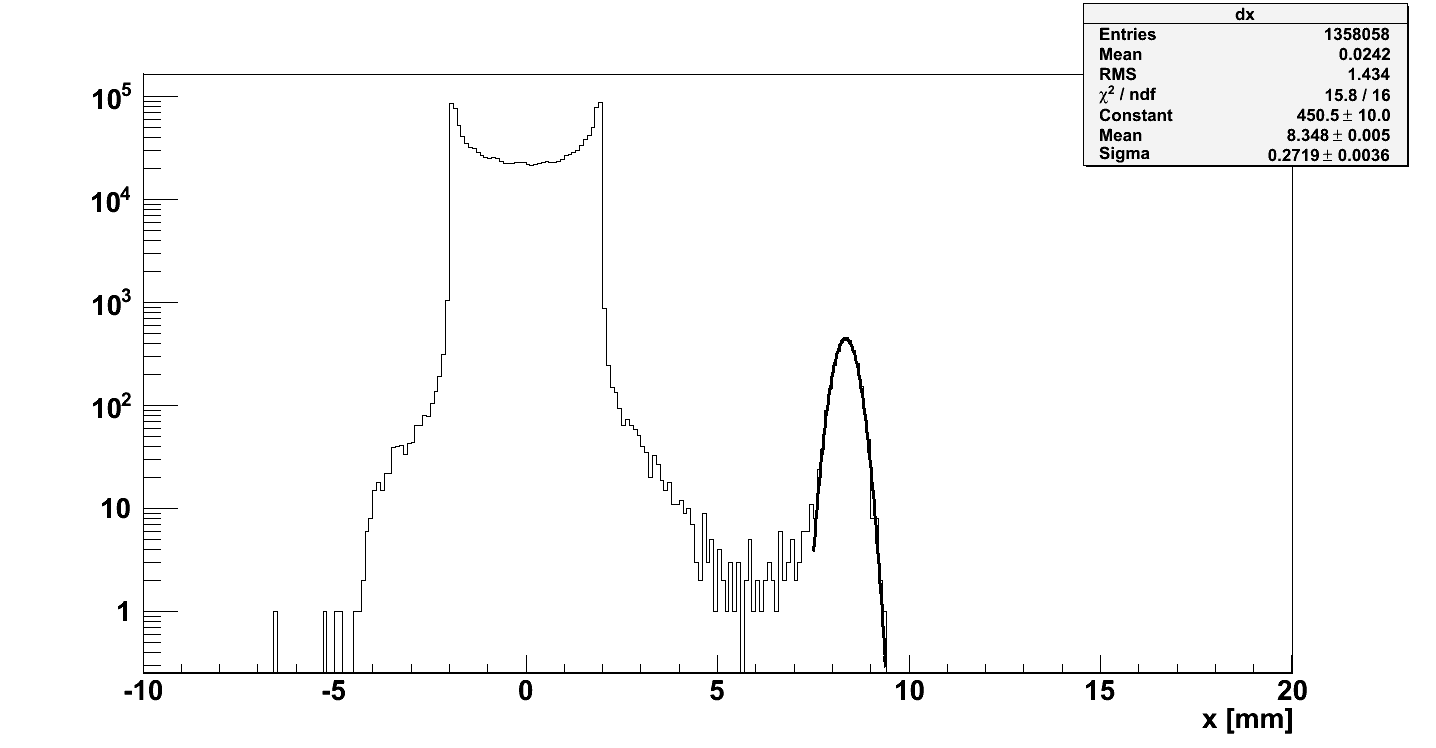 dx
Entries 1358058
Mean 0.0242
RMS 1.434
χ² / ndf 15.8 / 16
Constant 450.5 ± 10.0
Mean 8.348 ± 0.005
Sigma 0.2719 ± 0.0036
10⁵
10⁴
10³
10²
10
1
-10 -5 0 5 10 15 20
x [mm]